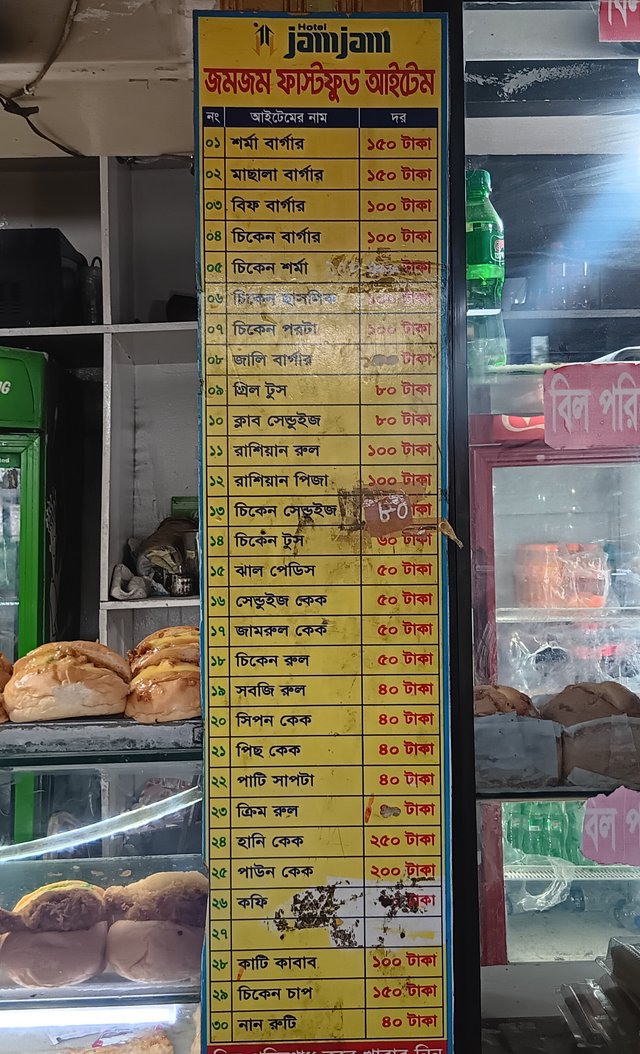 Hotel
jamjam
জমজম ফাস্টফুড আইটেম
নং আইটেমের নাম দর
০১ শর্মা বার্গার ১৫০ টাকা
০২ মাছালা বার্গার ১৫০ টাকা
০৩ বিফ বার্গার ১০০ টাকা
০৪ চিকেন বার্গার ১০০ টাকা
০৫ চিকেন শর্মা টাকা
০৬ চিকেন ছাসলিক টাকা
০৭ চিকেন পরটা ১০০ টাকা
০৮ জালি বার্গার টাকা
০৯ গ্রিল টুস ৮০ টাকা
১০ ক্লাব সেন্ডুইজ ৮০ টাকা
১১ রাশিয়ান রুল ১০০ টাকা
১২ রাশিয়ান পিজা ১০০ টাকা
১৩ চিকেন সেন্ডুইজ ৮০ টাকা
১৪ চিকেন টুস ৬০ টাকা
১৫ ঝাল পেডিস ৫০ টাকা
১৬ সেন্ডুইজ কেক ৫০ টাকা
১৭ জামরুল কেক ৫০ টাকা
১৮ চিকেন রুল ৫০ টাকা
১৯ সবজি রুল ৪০ টাকা
২০ সিপন কেক ৪০ টাকা
২১ পিছ কেক ৪০ টাকা
২২ পাটি সাপটা ৪০ টাকা
২৩ ক্রিম রুল টাকা
২৪ হানি কেক ২৫০ টাকা
২৫ পাউন কেক ২০০ টাকা
২৬ কফি টাকা
২৭
২৮ কাটি কাবাব ১০০ টাকা
২৯ চিকেন চাপ ১৫০ টাকা
৩০ নান রুটি ৪০ টাকা
বিল পরি